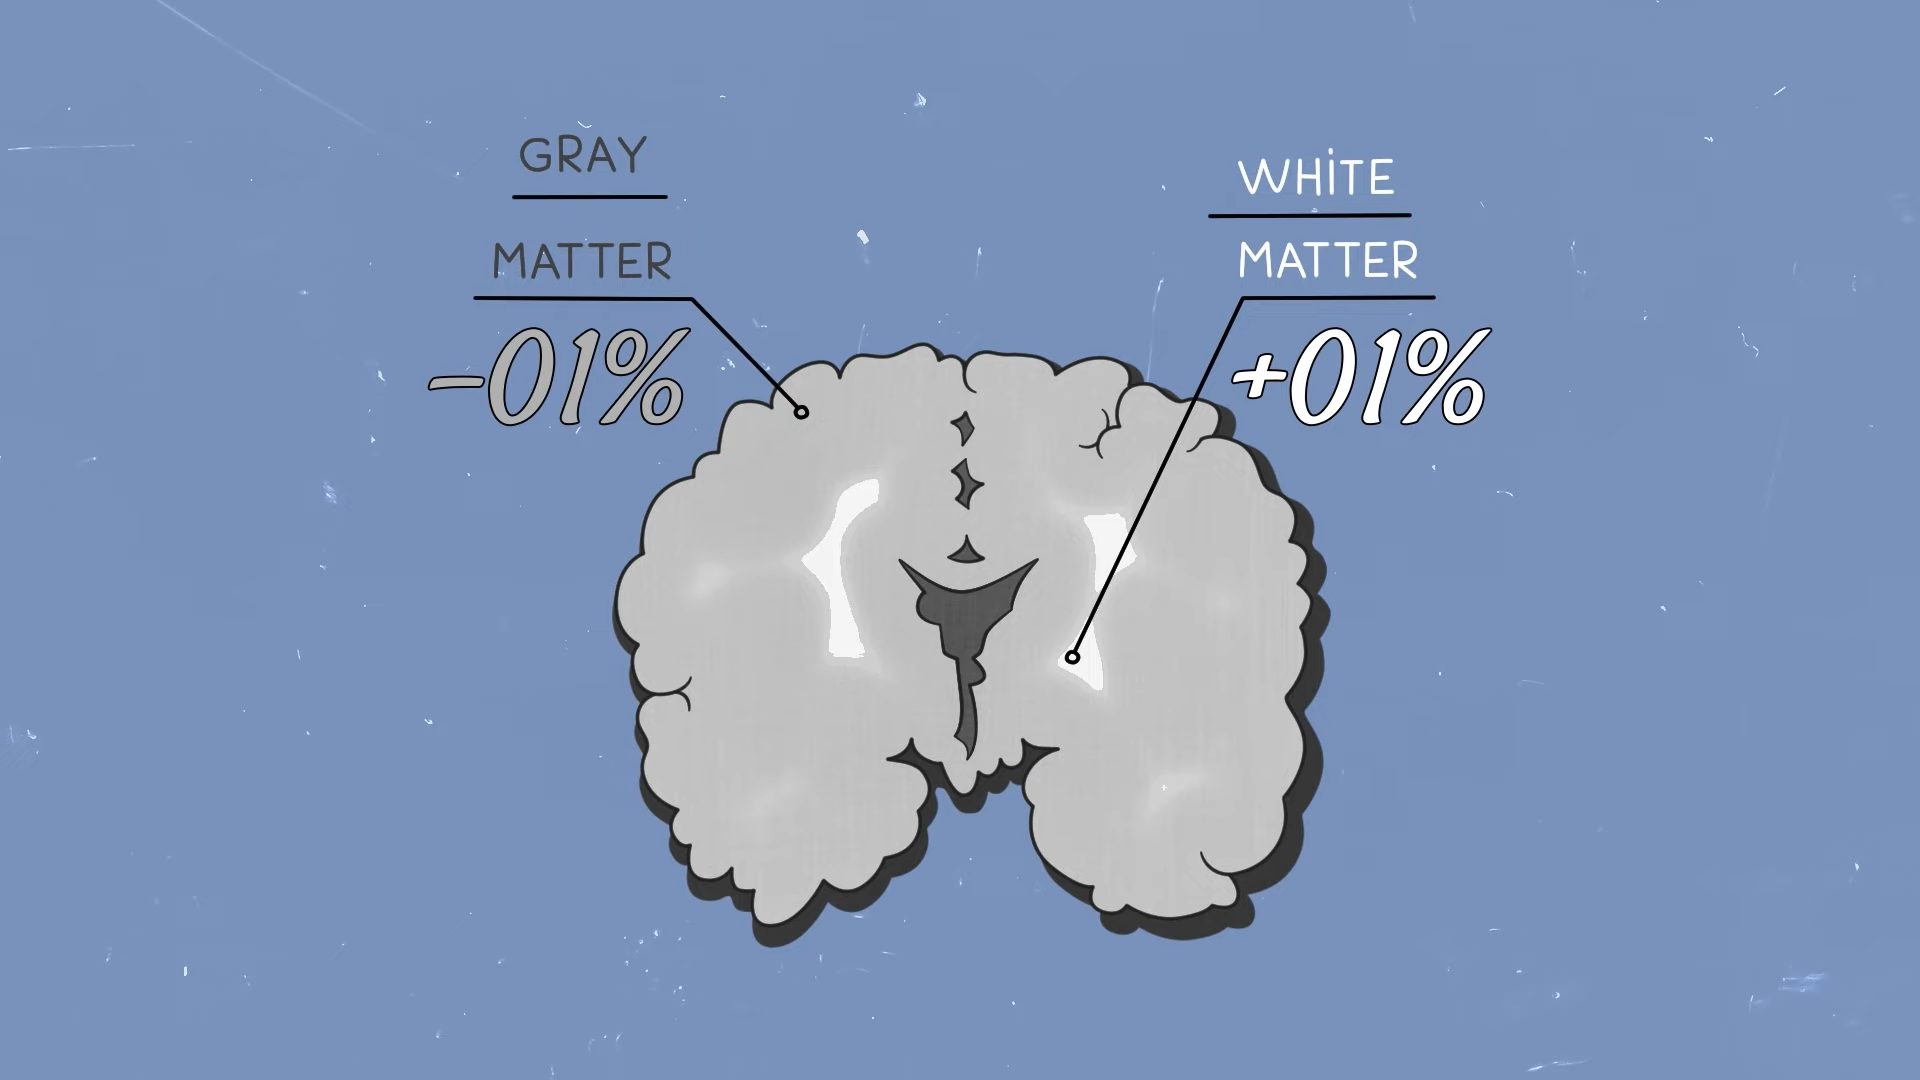 GRAY
MATTER
-01%
WHITE
MATTER
+01%